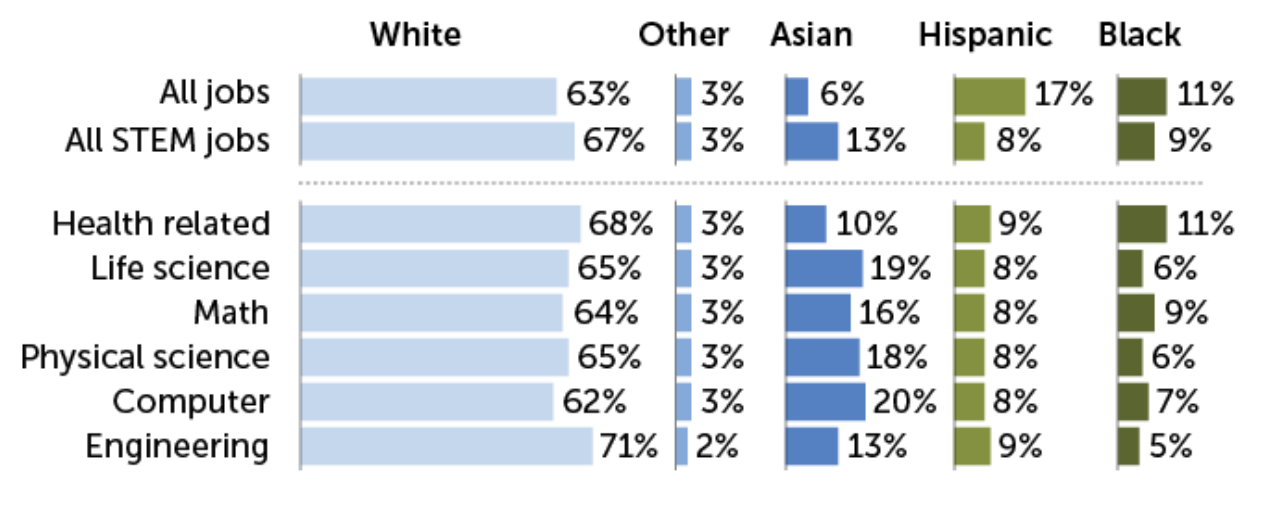 White Other Asian Hispanic Black
All jobs 63% 3% 6% 17% 11%
All STEM jobs 67% 3% 13% 8% 9%
Health related 68% 3% 10% 9% 11%
Life science 65% 3% 19% 8% 6%
Math 64% 3% 16% 8% 9%
Physical science 65% 3% 18% 8% 6%
Computer 62% 3% 20% 8% 7%
Engineering 71% 2% 13% 9% 5%